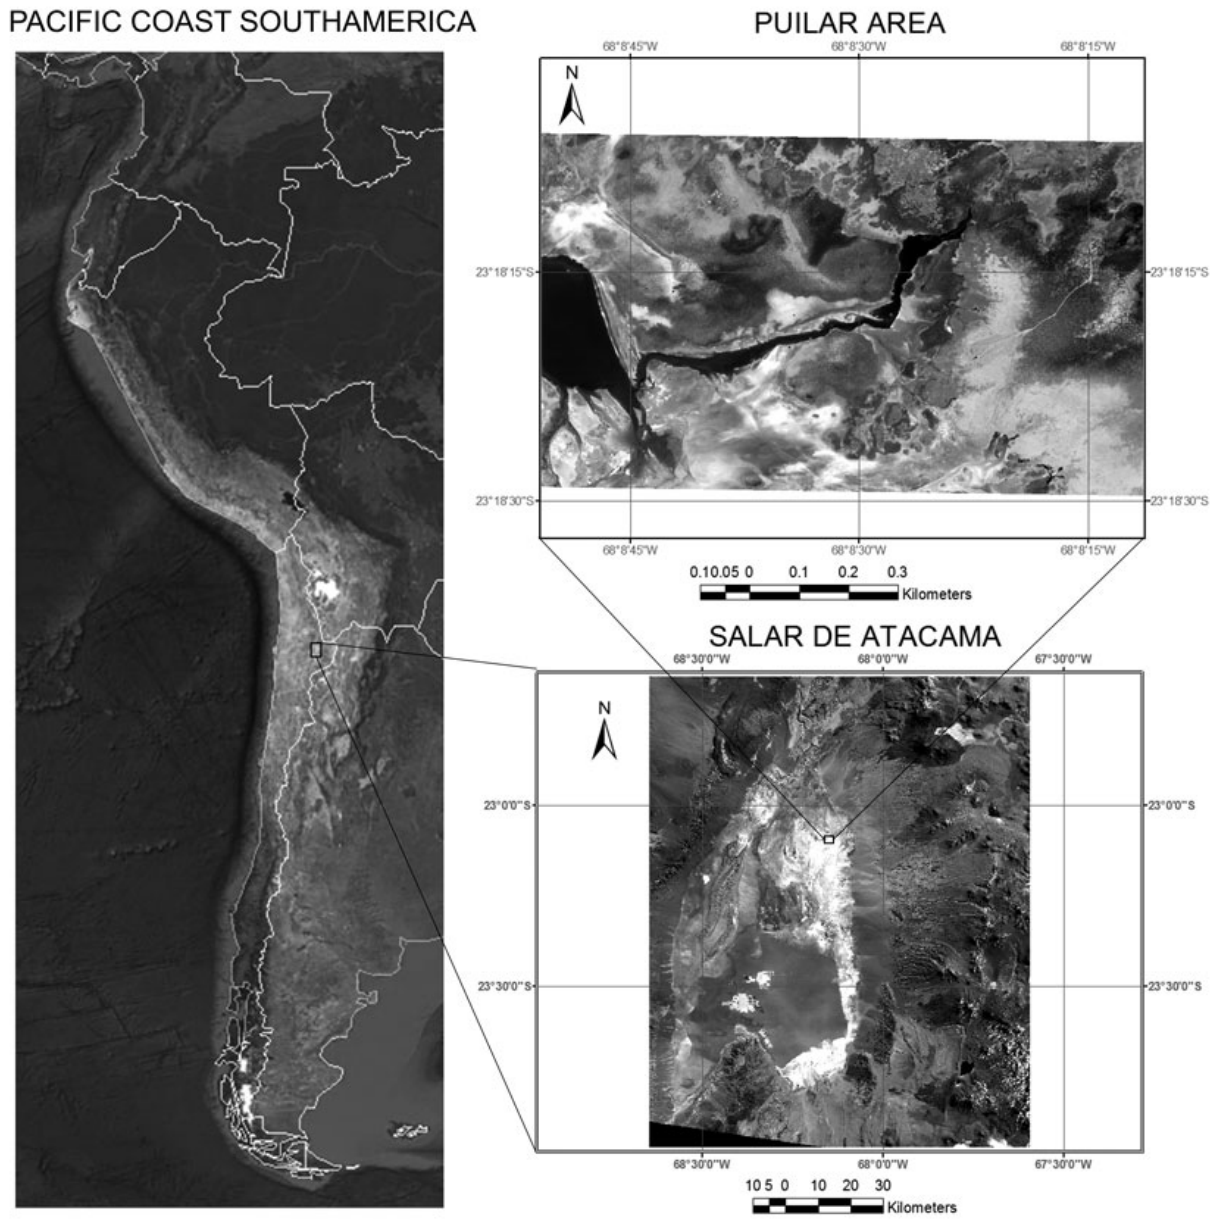 PACIFIC COAST SOUTHAMERICA
PUILAR AREA
68°8'45"W 68°8'30"W 68°8'15"W
N
23°18'15"S 23°18'15"S
23°18'30"S 23°18'30"S
68°8'45"W 68°8'30"W 68°8'15"W
0.10.05 0 0.1 0.2 0.3
Kilometers
SALAR DE ATACAMA
68°30'0"W 68°0'0"W 67°30'0"W
N
23°0'0"S 23°0'0"S
23°30'0"S 23°30'0"S
68°30'0"W 68°0'0"W 67°30'0"W
10 5 0 10 20 30
Kilometers